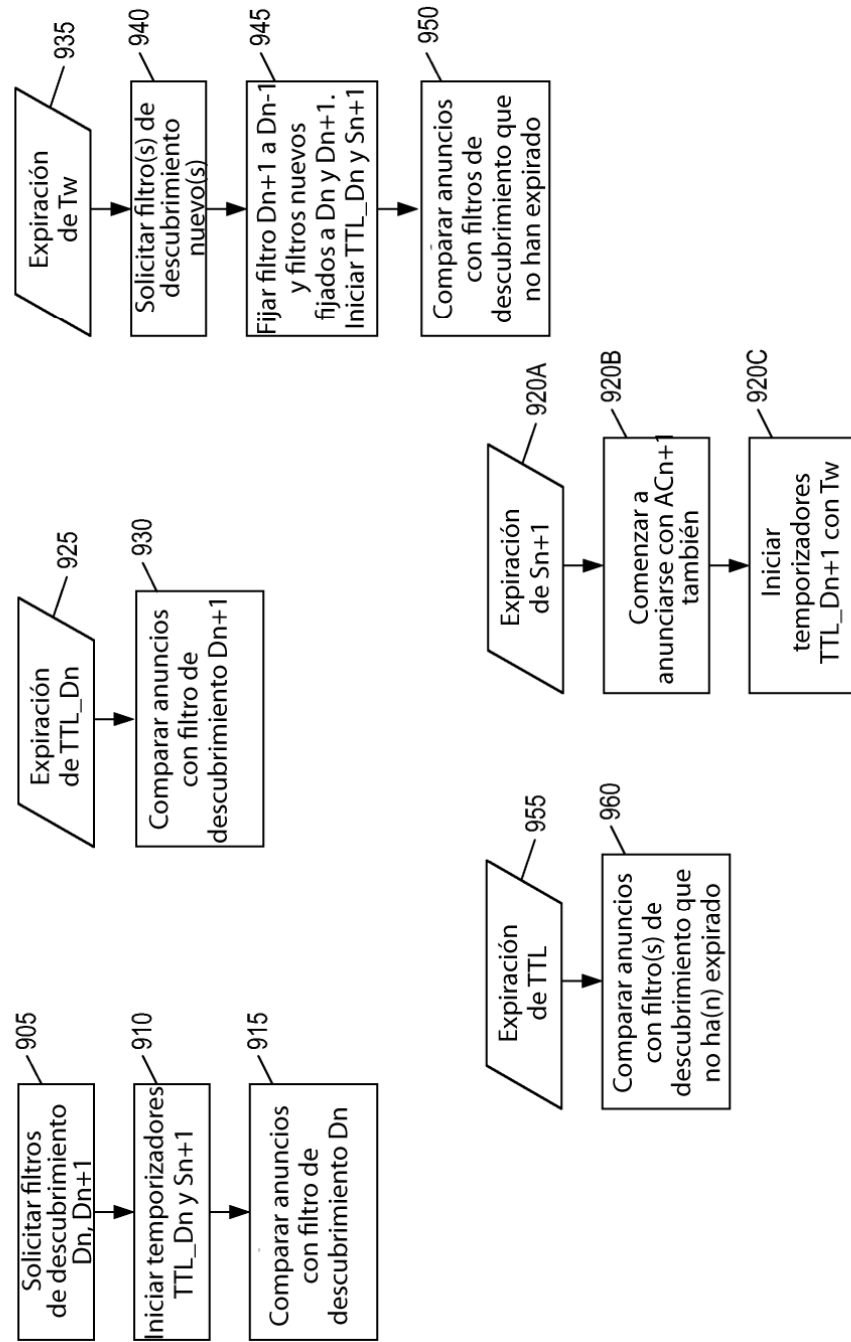 905
Solicitar filtros
de descubrimiento
Dn, Dn+1
910
Iniciar temporizadores
TTL_Dn y Sn+1
915
Comparar anuncios
con filtro de
descubrimiento Dn
925
Expiración
de TTL_Dn
930
Comparar anuncios
con filtro de
descubrimiento Dn+1
935
Expiración
de Tw
940
Solicitar filtro(s) de
descubrimiento
nuevo(s)
945
Fijar filtro Dn+1 a Dn-1
y filtros nuevos
fijados a Dn y Dn+1.
Iniciar TTL_Dn y Sn+1
950
Comparar anuncios
con filtros de
descubrimiento que
no han expirado
955
Expiración
de TTL
960
Comparar anuncios
con filtro(s) de
descubrimiento que
no ha(n) expirado
920A
Expiración
de Sn+1
920B
Comenzar a
anunciarse con ACn+1
también
920C
Iniciar
temporizadores
TTL_Dn+1 con Tw